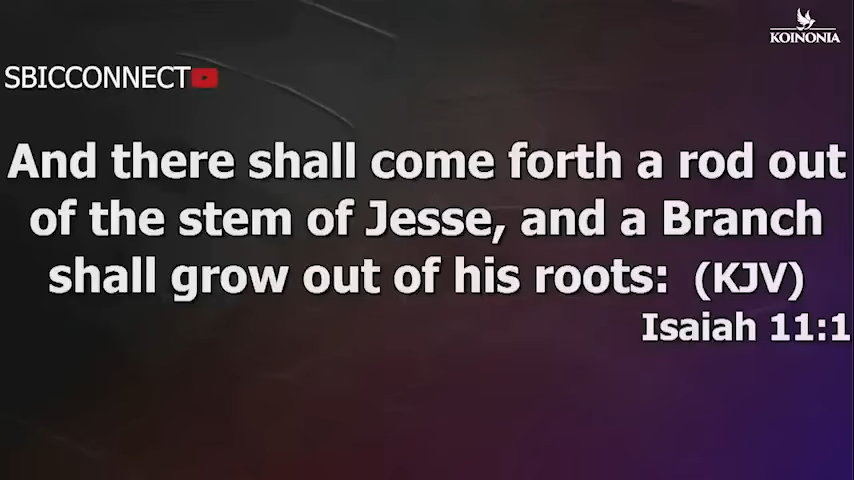 KOINONIA
SBICCONNECT
And there shall come forth a rod out
of the stem of Jesse, and a Branch
shall grow out of his roots: (KJV)
Isaiah 11:1